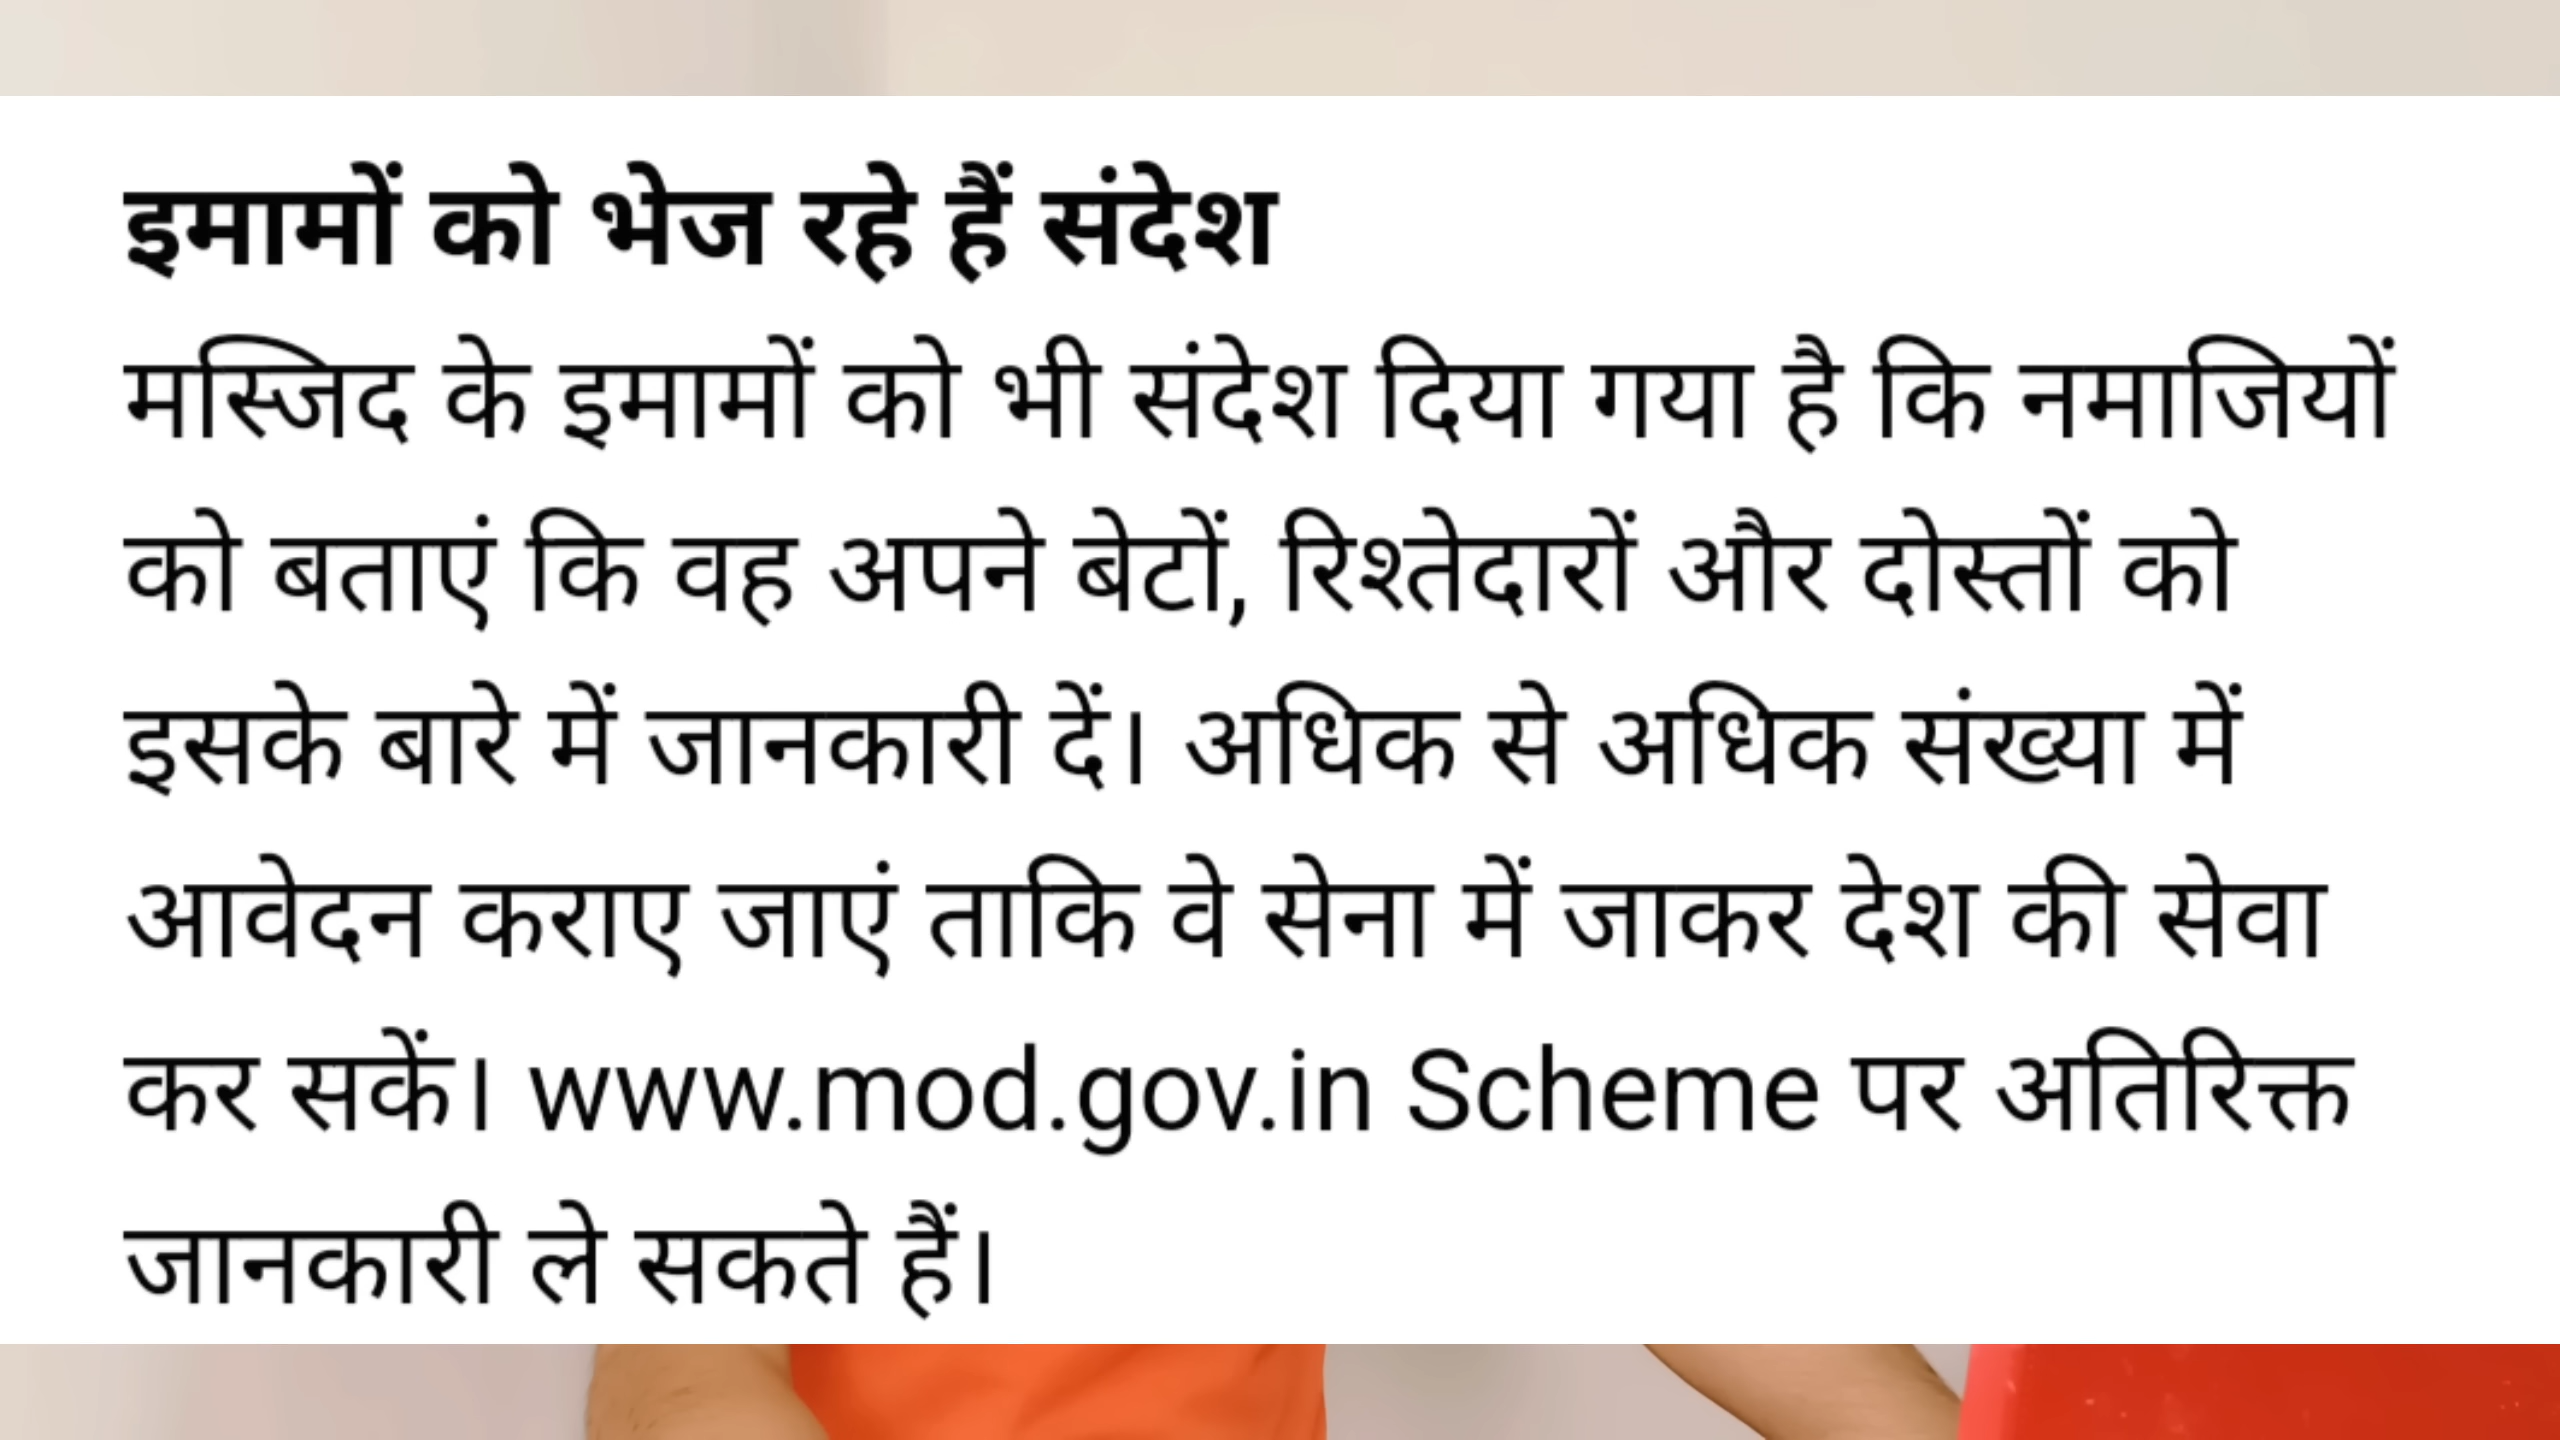 इमामों को भेज रहे हैं संदेश
मस्जिद के इमामों को भी संदेश दिया गया है कि नमाजियों
को बताएं कि वह अपने बेटों, रिश्तेदारों और दोस्तों को
इसके बारे में जानकारी दें। अधिक से अधिक संख्या में
आवेदन कराए जाएं ताकि वे सेना में जाकर देश की सेवा
कर सकें। www.mod.gov.in Scheme पर अतिरिक्त
जानकारी ले सकते हैं।